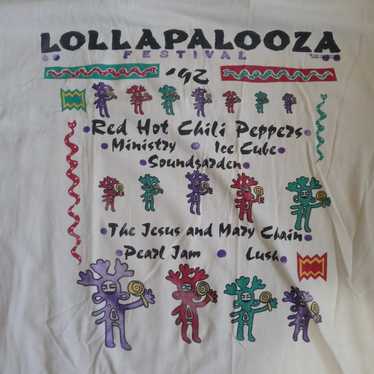 LOLLAPALOOZA
FESTIVAL
'92
Red Hot Chili Peppers
Ministry • Ice Cube
Soundgarden
The Jesus and Mary Chain
Pearl Jam • Lush